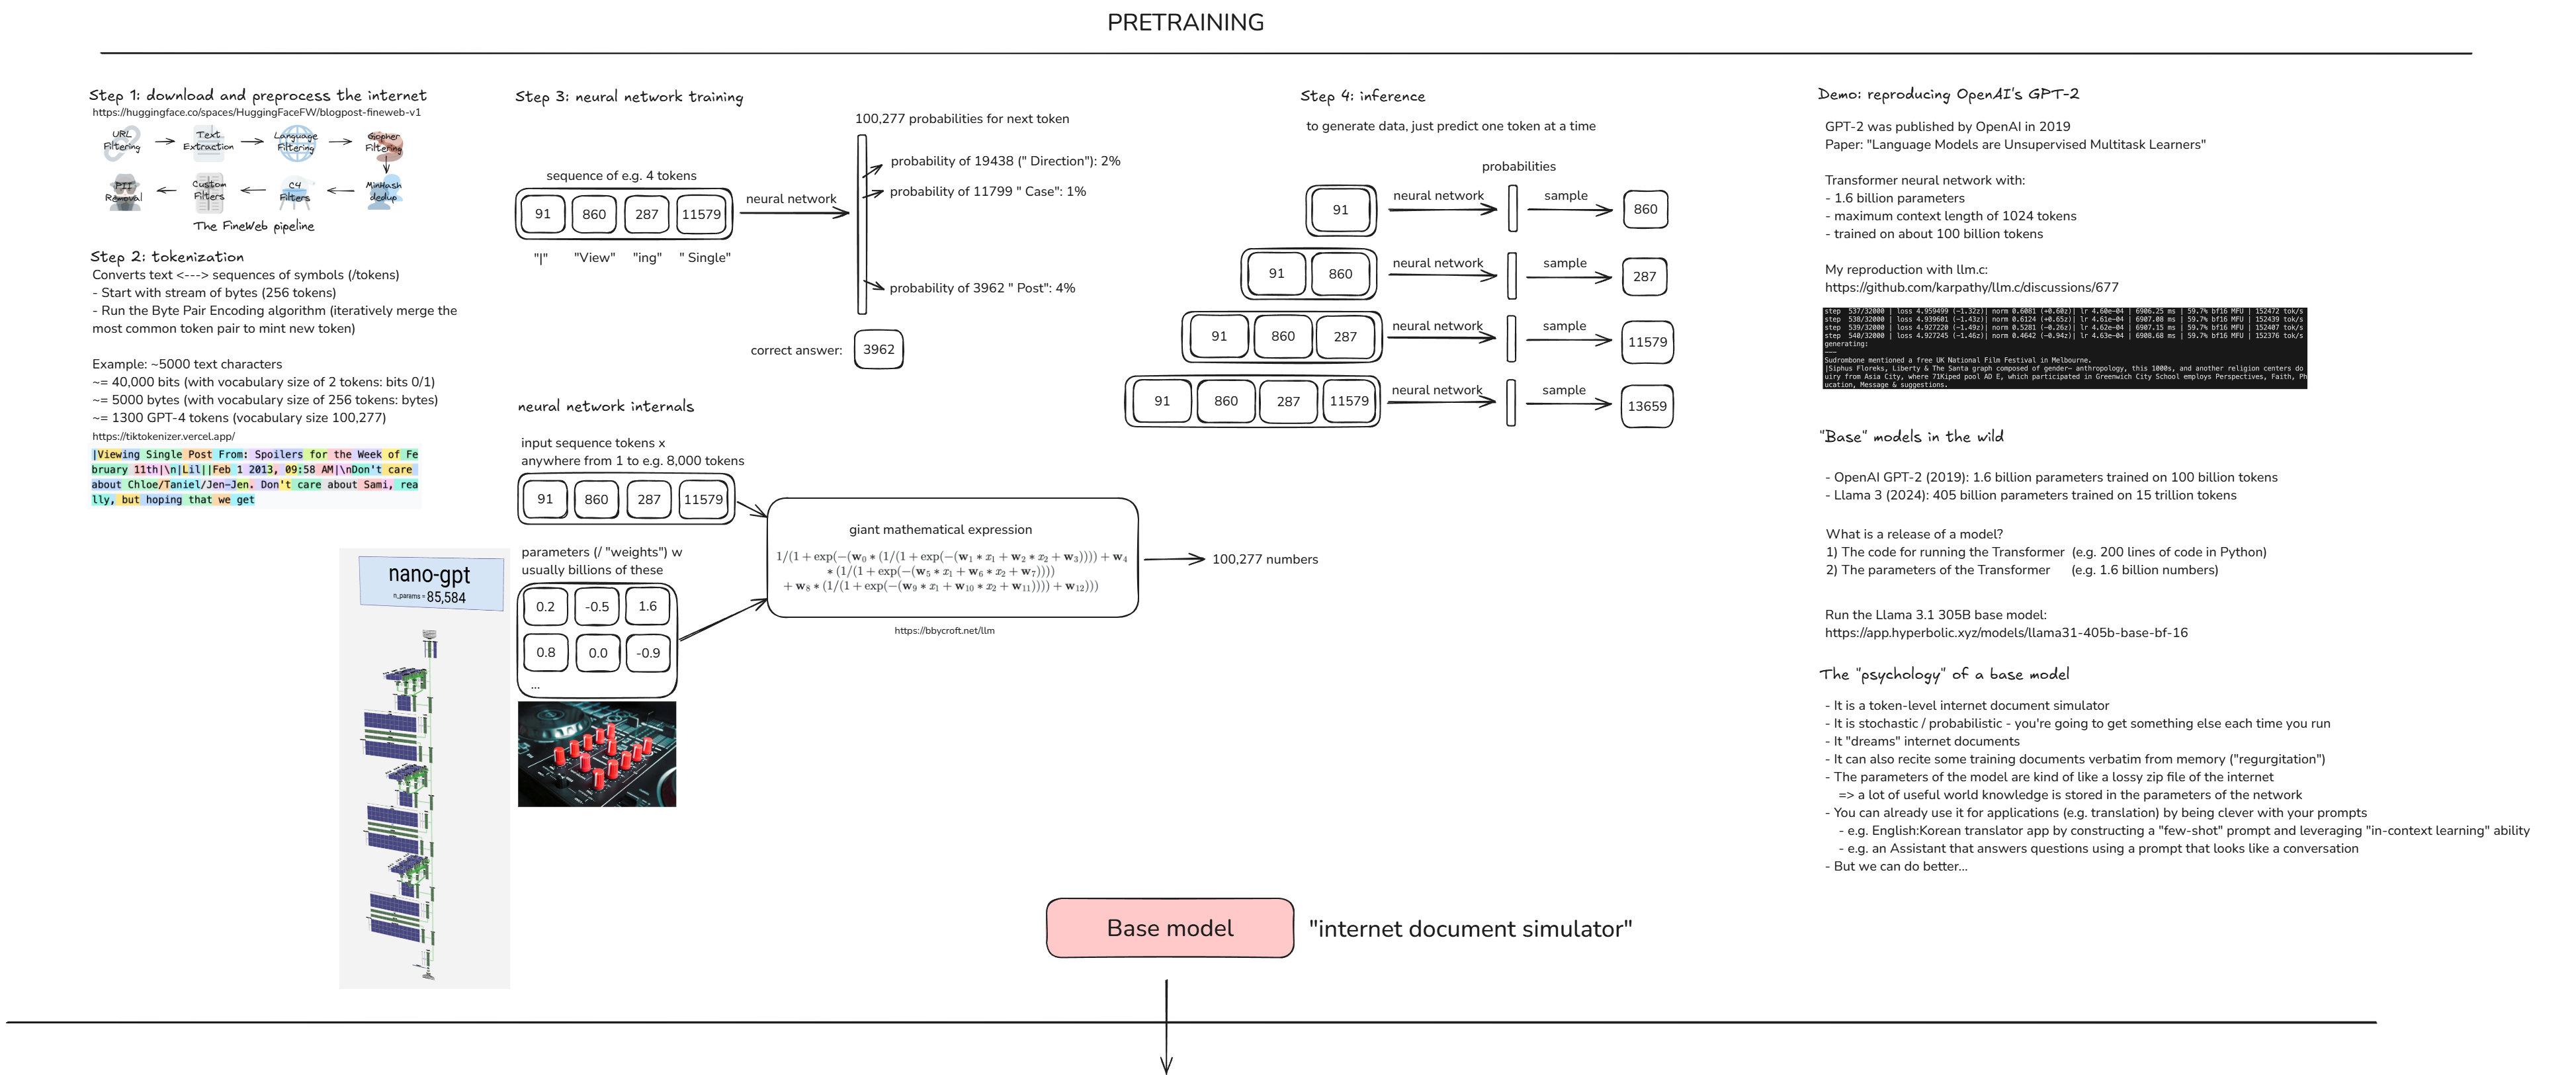 PRETRAINING
Step 1: download and preprocess the internet
https://huggingface.co/spaces/HuggingFaceFW/blogpost-fineweb-v1
URL Filtering
Text Extraction
Language Filtering
Gopher Filtering
PII Removal
Custom Filters
C4 Filters
MinHash dedup
The FineWeb pipeline
Step 2: tokenization
Converts text <---> sequences of symbols (/tokens)
- Start with stream of bytes (256 tokens)
- Run the Byte Pair Encoding algorithm (iteratively merge the
most common token pair to mint new token)
Example: ~5000 text characters
~= 40,000 bits (with vocabulary size of 2 tokens: bits 0/1)
~= 5000 bytes (with vocabulary size of 256 tokens: bytes)
~= 1300 GPT-4 tokens (vocabulary size 100,277)
https://tiktokenizer.vercel.app/
|Viewing Single Post From: Spoilers for the Week of Fe
bruary 11th|\n|Lil||Feb 1 2013, 09:58 AM|\nDon't care
about Chloe/Taniel/Jen-Jen. Don't care about Sami, rea
lly, but hoping that we get
nano-gpt
n_params = 85,584
Step 3: neural network training
100,277 probabilities for next token
sequence of e.g. 4 tokens
91 860 287 11579
"|" "View" "ing" " Single"
neural network
probability of 19438 (" Direction"): 2%
probability of 11799 " Case": 1%
probability of 3962 " Post": 4%
correct answer: 3962
neural network internals
input sequence tokens x
anywhere from 1 to e.g. 8,000 tokens
91 860 287 11579
parameters (/ "weights") w
usually billions of these
0.2 -0.5 1.6
0.8 0.0 -0.9
...
giant mathematical expression
1/(1 + exp(−(w0 ∗ (1/(1 + exp(−(w1 ∗ x1 + w2 ∗ x2 + w3)))) + w4
∗ (1/(1 + exp(−(w5 ∗ x1 + w6 ∗ x2 + w7))))
+ w8 ∗ (1/(1 + exp(−(w9 ∗ x1 + w10 ∗ x2 + w11)))) + w12)))
100,277 numbers
https://bbycroft.net/llm
Step 4: inference
to generate data, just predict one token at a time
probabilities
91 neural network sample 860
91 860 neural network sample 287
91 860 287 neural network sample 11579
91 860 287 11579 neural network sample 13659
Demo: reproducing OpenAI's GPT-2
GPT-2 was published by OpenAI in 2019
Paper: "Language Models are Unsupervised Multitask Learners"
Transformer neural network with:
- 1.6 billion parameters
- maximum context length of 1024 tokens
- trained on about 100 billion tokens
My reproduction with llm.c:
https://github.com/karpathy/llm.c/discussions/677
step 537/32000 | loss 4.959499 (-1.32z)| norm 0.6081 (+0.60z)| lr 4.60e-04 | 6906.25 ms | 59.7% bf16 MFU | 152472 tok/s
step 538/32000 | loss 4.939601 (-1.43z)| norm 0.6124 (+0.65z)| lr 4.61e-04 | 6907.08 ms | 59.7% bf16 MFU | 152439 tok/s
step 539/32000 | loss 4.927220 (-1.49z)| norm 0.5281 (-0.26z)| lr 4.62e-04 | 6907.15 ms | 59.7% bf16 MFU | 152407 tok/s
step 540/32000 | loss 4.927245 (-1.46z)| norm 0.4642 (-0.94z)| lr 4.63e-04 | 6908.68 ms | 59.7% bf16 MFU | 152376 tok/s
generating:
---
Sudrombone mentioned a free UK National Film Festival in Melbourne.
|Siphus Floreks, Liberty & The Santa graph composed of gender- anthropology, this 1000s, and another religion centers do
uiry from Asia City, where 71Kiped pool AD E, which participated in Greenwich City School employs Perspectives, Faith, Ph
ucation, Message & suggestions.
"Base" models in the wild
- OpenAI GPT-2 (2019): 1.6 billion parameters trained on 100 billion tokens
- Llama 3 (2024): 405 billion parameters trained on 15 trillion tokens
What is a release of a model?
1) The code for running the Transformer (e.g. 200 lines of code in Python)
2) The parameters of the Transformer (e.g. 1.6 billion numbers)
Run the Llama 3.1 305B base model:
https://app.hyperbolic.xyz/models/llama31-405b-base-bf-16
The "psychology" of a base model
- It is a token-level internet document simulator
- It is stochastic / probabilistic - you're going to get something else each time you run
- It "dreams" internet documents
- It can also recite some training documents verbatim from memory ("regurgitation")
- The parameters of the model are kind of like a lossy zip file of the internet
=> a lot of useful world knowledge is stored in the parameters of the network
- You can already use it for applications (e.g. translation) by being clever with your prompts
- e.g. English:Korean translator app by constructing a "few-shot" prompt and leveraging "in-context learning" ability
- e.g. an Assistant that answers questions using a prompt that looks like a conversation
- But we can do better...
Base model
"internet document simulator"